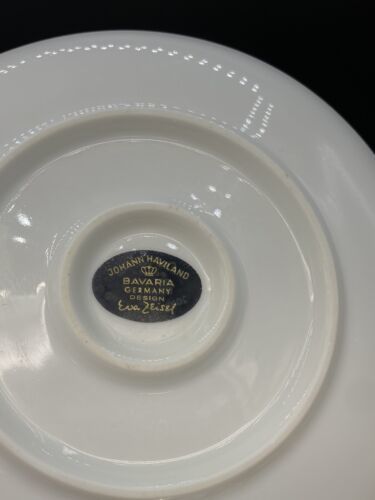 JOHANN HAVILAND
BAVARIA
GERMANY
DESIGN
Eva Zeisel